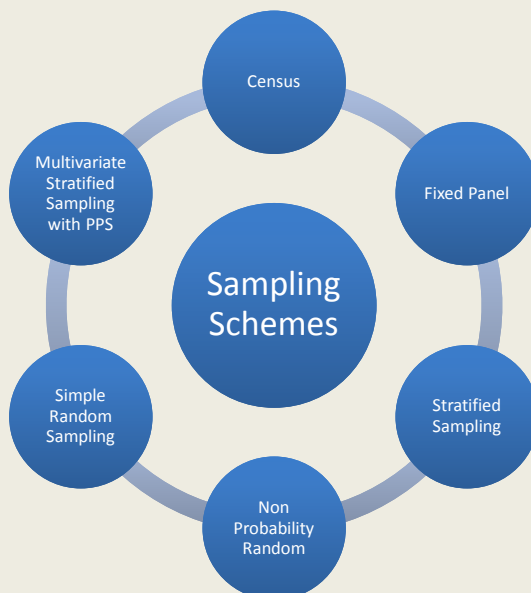 Census
Fixed Panel
Stratified
Sampling
Non
Probability
Random
Simple
Random
Sampling
Multivariate
Stratified
Sampling
with PPS
Sampling
Schemes